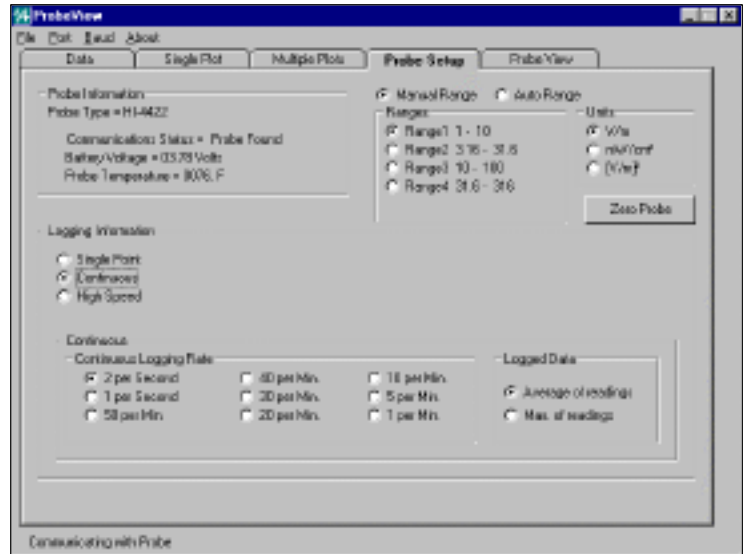 ProbeView
File Port Baud About
Data Single Plot Multiple Plots Probe Setup Probe View
Probe Information
Probe Type = HI-4422
Communications Status = Probe Found
Battery Voltage = 03.78 Volts
Probe Temperature = 0076. F
Manual Range Auto Range
Ranges
Range1 1 - 10
Range2 3.16 - 31.6
Range3 10 - 100
Range4 31.6 - 316
Units
V/m
mW/cm²
(V/m)²
Zero Probe
Logging Information
Single Point
Continuous
High Speed
Continuous
Continuous Logging Rate
2 per Second 40 per Min. 10 per Min.
1 per Second 30 per Min. 5 per Min.
50 per Min. 20 per Min. 1 per Min.
Logged Data
Average of readings
Max. of readings
Communicating with Probe